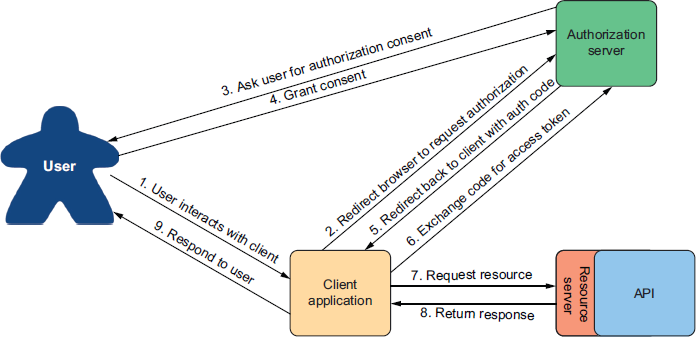 Authorization
server
3. Ask user for authorization consent
4. Grant consent
User
1. User interacts with client
2. Redirect browser to request authorization
5. Redirect back to client with auth code
6. Exchange code for access token
9. Respond to user
Client
application
7. Request resource
8. Return response
Resource
server
API